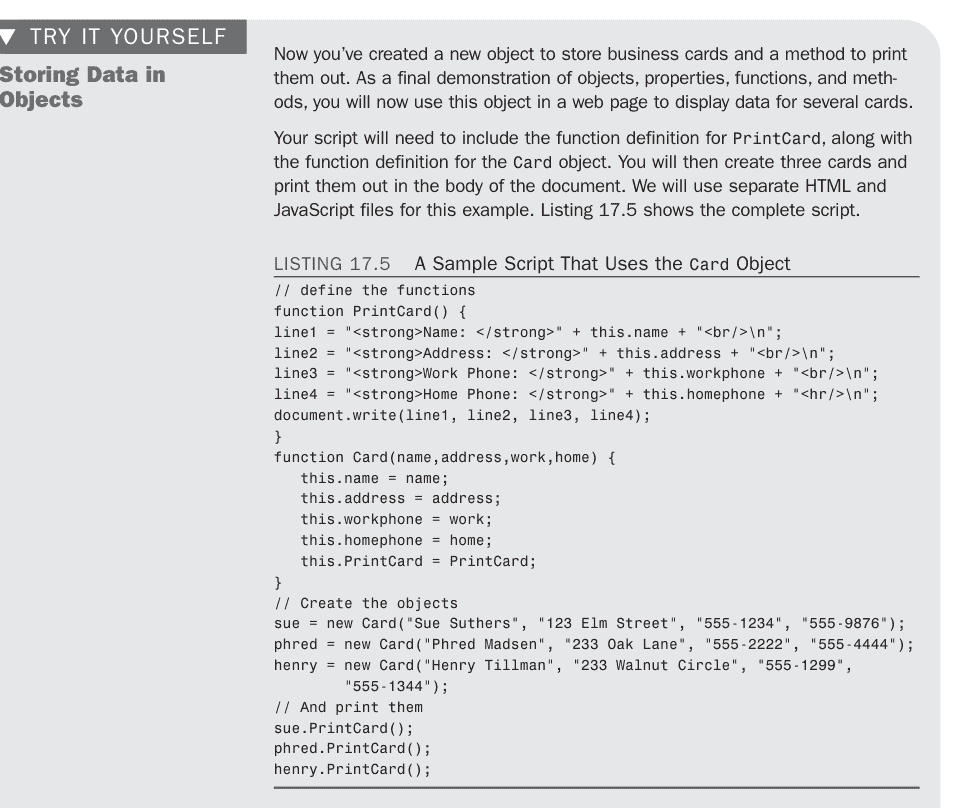 ▼ TRY IT YOURSELF
Storing Data in
Objects
Now you've created a new object to store business cards and a method to print
them out. As a final demonstration of objects, properties, functions, and meth-
ods, you will now use this object in a web page to display data for several cards.
Your script will need to include the function definition for PrintCard, along with
the function definition for the Card object. You will then create three cards and
print them out in the body of the document. We will use separate HTML and
JavaScript files for this example. Listing 17.5 shows the complete script.
LISTING 17.5 A Sample Script That Uses the Card Object
// define the functions
function PrintCard() {
line1 = "<strong>Name: </strong>" + this.name + "<br/>\n";
line2 = "<strong>Address: </strong>" + this.address + "<br/>\n";
line3 = "<strong>Work Phone: </strong>" + this.workphone + "<br/>\n";
line4 = "<strong>Home Phone: </strong>" + this.homephone + "<hr/>\n";
document.write(line1, line2, line3, line4);
}
function Card(name,address,work,home) {
   this.name = name;
   this.address = address;
   this.workphone = work;
   this.homephone = home;
   this.PrintCard = PrintCard;
}
// Create the objects
sue = new Card("Sue Suthers", "123 Elm Street", "555-1234", "555-9876");
phred = new Card("Phred Madsen", "233 Oak Lane", "555-2222", "555-4444");
henry = new Card("Henry Tillman", "233 Walnut Circle", "555-1299",
        "555-1344");
// And print them
sue.PrintCard();
phred.PrintCard();
henry.PrintCard();